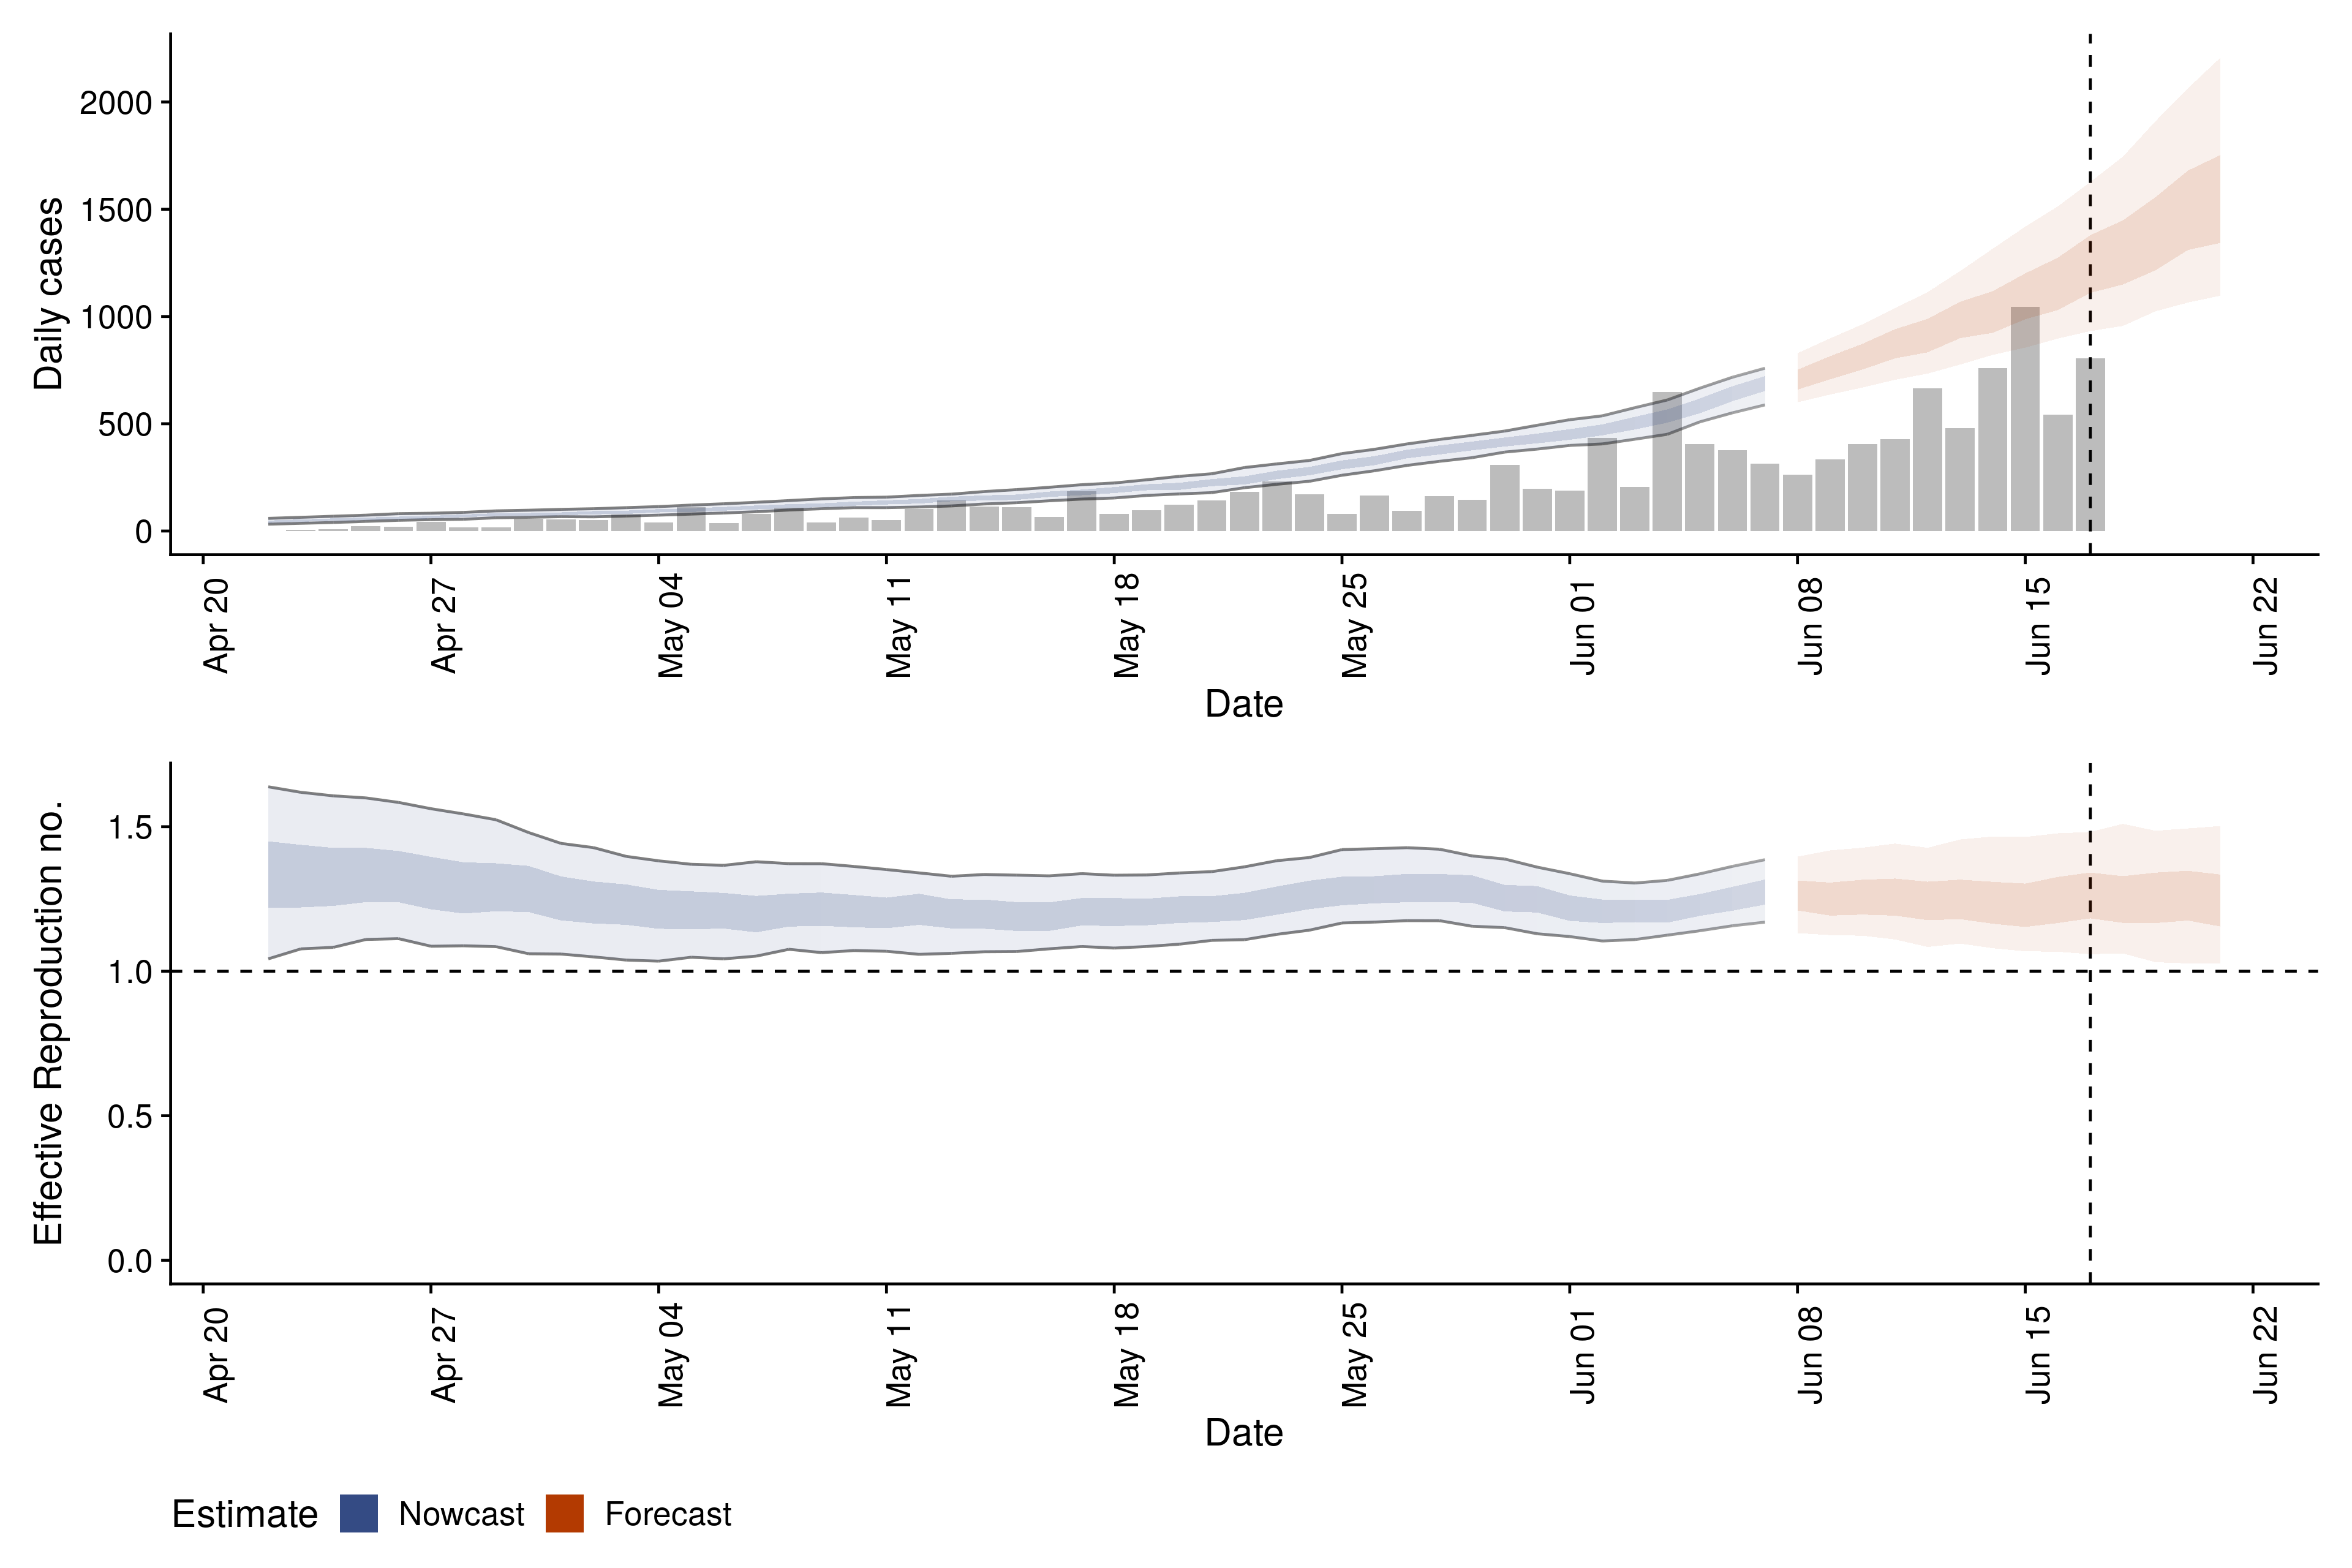 Daily cases
2000
1500
1000
500
0
Apr 20
Apr 27
May 04
May 11
May 18
May 25
Jun 01
Jun 08
Jun 15
Jun 22
Date
Effective Reproduction no.
1.5
1.0
0.5
0.0
Apr 20
Apr 27
May 04
May 11
May 18
May 25
Jun 01
Jun 08
Jun 15
Jun 22
Date
Estimate Nowcast Forecast